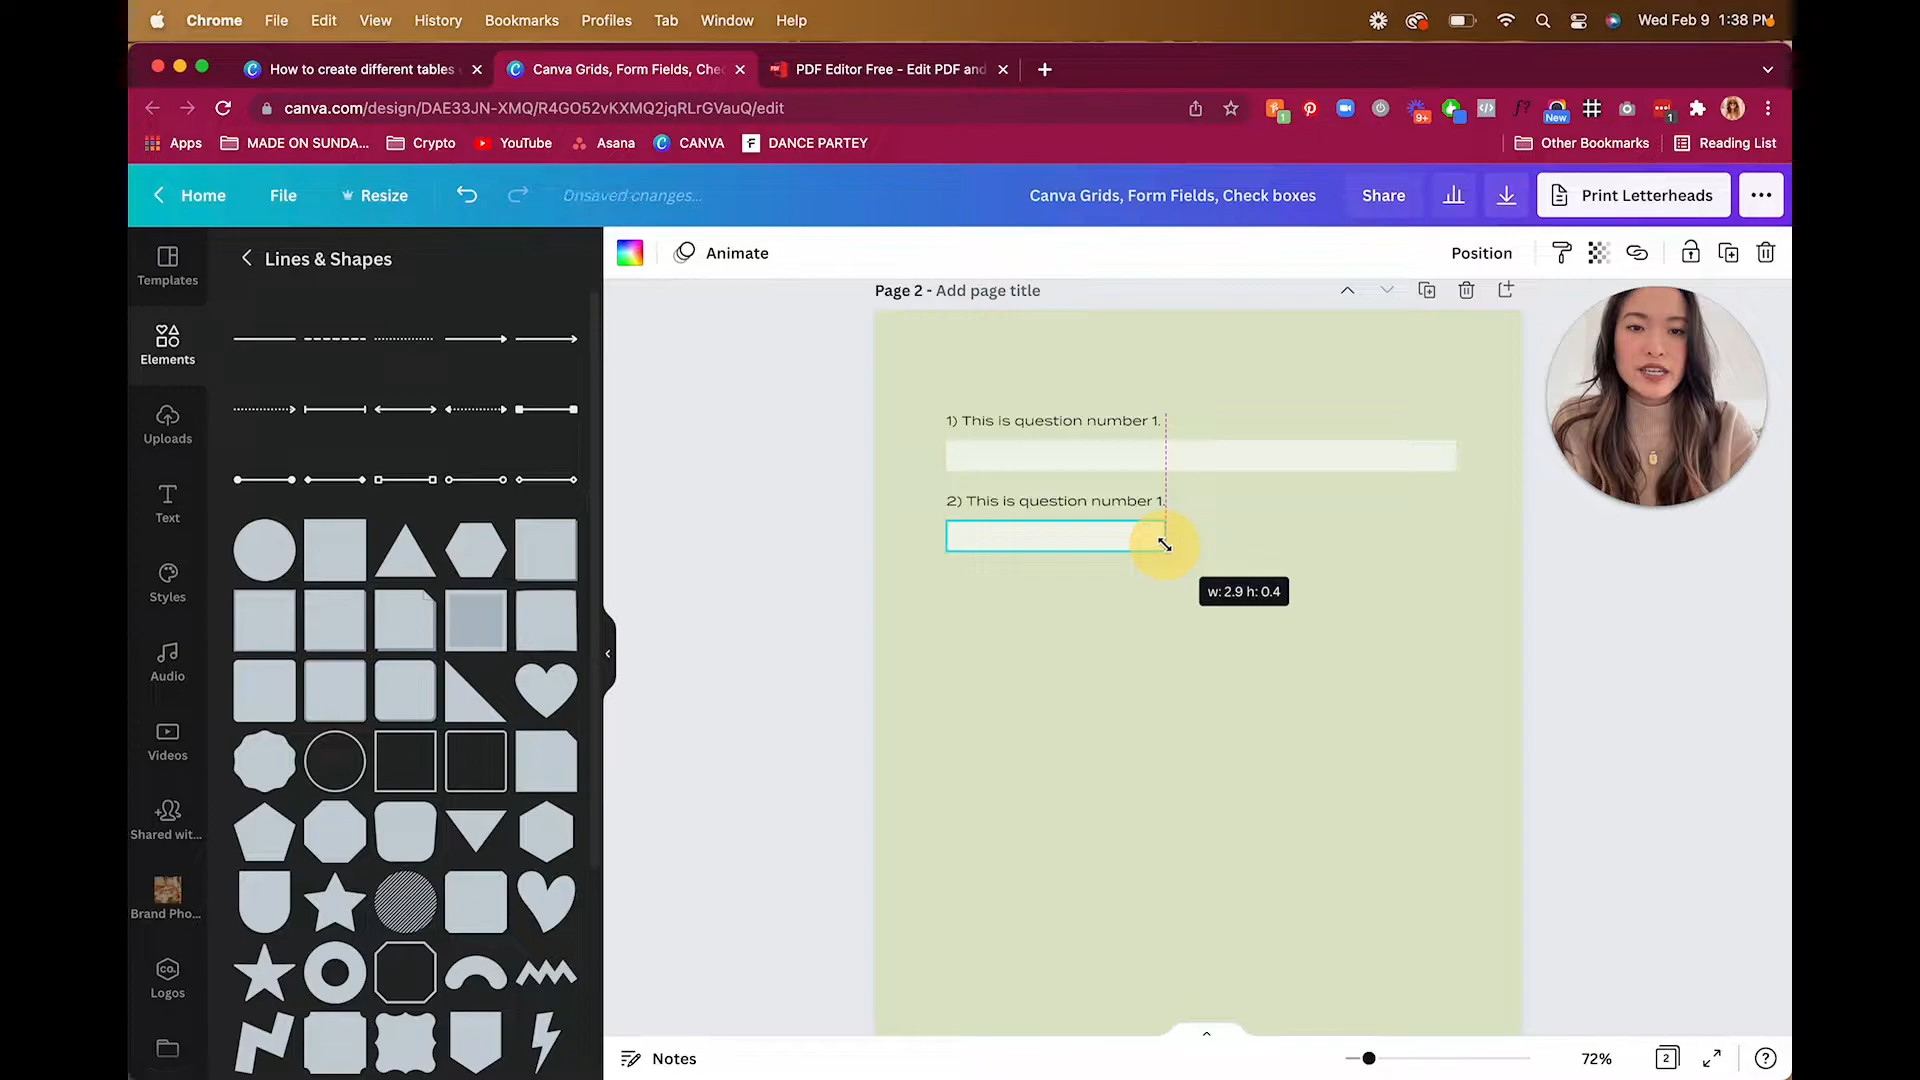 Chrome File Edit View History Bookmarks Profiles Tab Window Help Wed Feb 9 1:38 PM
How to create different tables Canva Grids, Form Fields, Che PDF Editor Free - Edit PDF and
canva.com/design/DAE33JN-XMQ/R4GO52vKXMQ2jqRLrGVauQ/edit 1 9+ f? New 1
Apps MADE ON SUNDA... Crypto YouTube Asana CANVA F DANCE PARTEY Other Bookmarks Reading List
Home File Resize Unsaved changes... Canva Grids, Form Fields, Check boxes Share Print Letterheads
Templates
Elements
Uploads
Text
Styles
Audio
Videos
Shared wit...
Brand Pho...
CO.
Logos
Lines & Shapes
Animate Position
Page 2 - Add page title
1) This is question number 1.
2) This is question number 1.
w: 2.9 h: 0.4
Notes 72% 2 ?